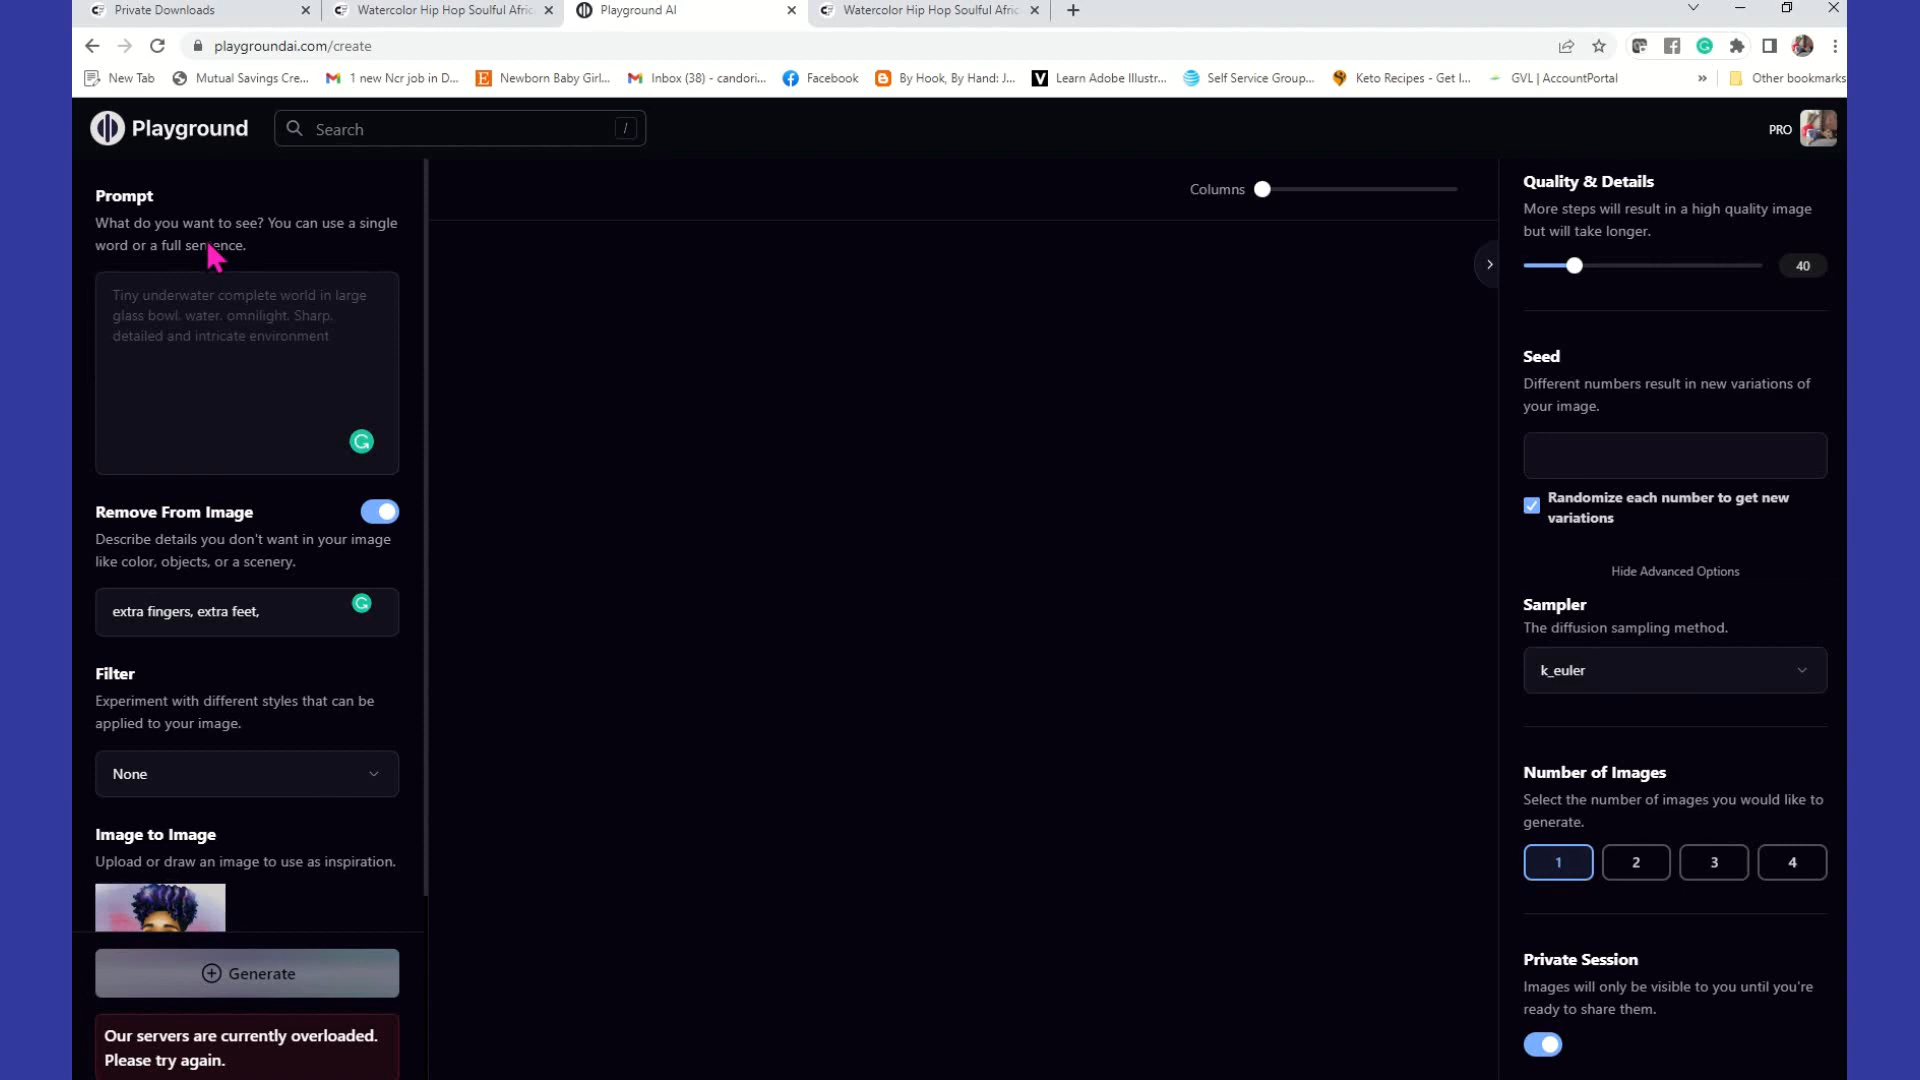 Private Downloads
Watercolor Hip Hop Soulful Afric
Playground AI
Watercolor Hip Hop Soulful Afric
playgroundai.com/create
New Tab
Mutual Savings Cre...
1 new Ncr job in D...
Newborn Baby Girl...
Inbox (38) - candori...
Facebook
By Hook, By Hand: J...
Learn Adobe Illustr...
Self Service Group...
Keto Recipes - Get I...
GVL | AccountPortal
»
Other bookmarks
Playground
Search
/
PRO
Prompt
What do you want to see? You can use a single
word or a full sentence.
Tiny underwater complete world in large
glass bowl. water. omnilight. Sharp.
detailed and intricate environment
Remove From Image
Describe details you don't want in your image
like color, objects, or a scenery.
extra fingers, extra feet,
Filter
Experiment with different styles that can be
applied to your image.
None
Image to Image
Upload or draw an image to use as inspiration.
Generate
Our servers are currently overloaded.
Please try again.
Columns
Quality & Details
More steps will result in a high quality image
but will take longer.
40
Seed
Different numbers result in new variations of
your image.
Randomize each number to get new
variations
Hide Advanced Options
Sampler
The diffusion sampling method.
k_euler
Number of Images
Select the number of images you would like to
generate.
1 2 3 4
Private Session
Images will only be visible to you until you're
ready to share them.